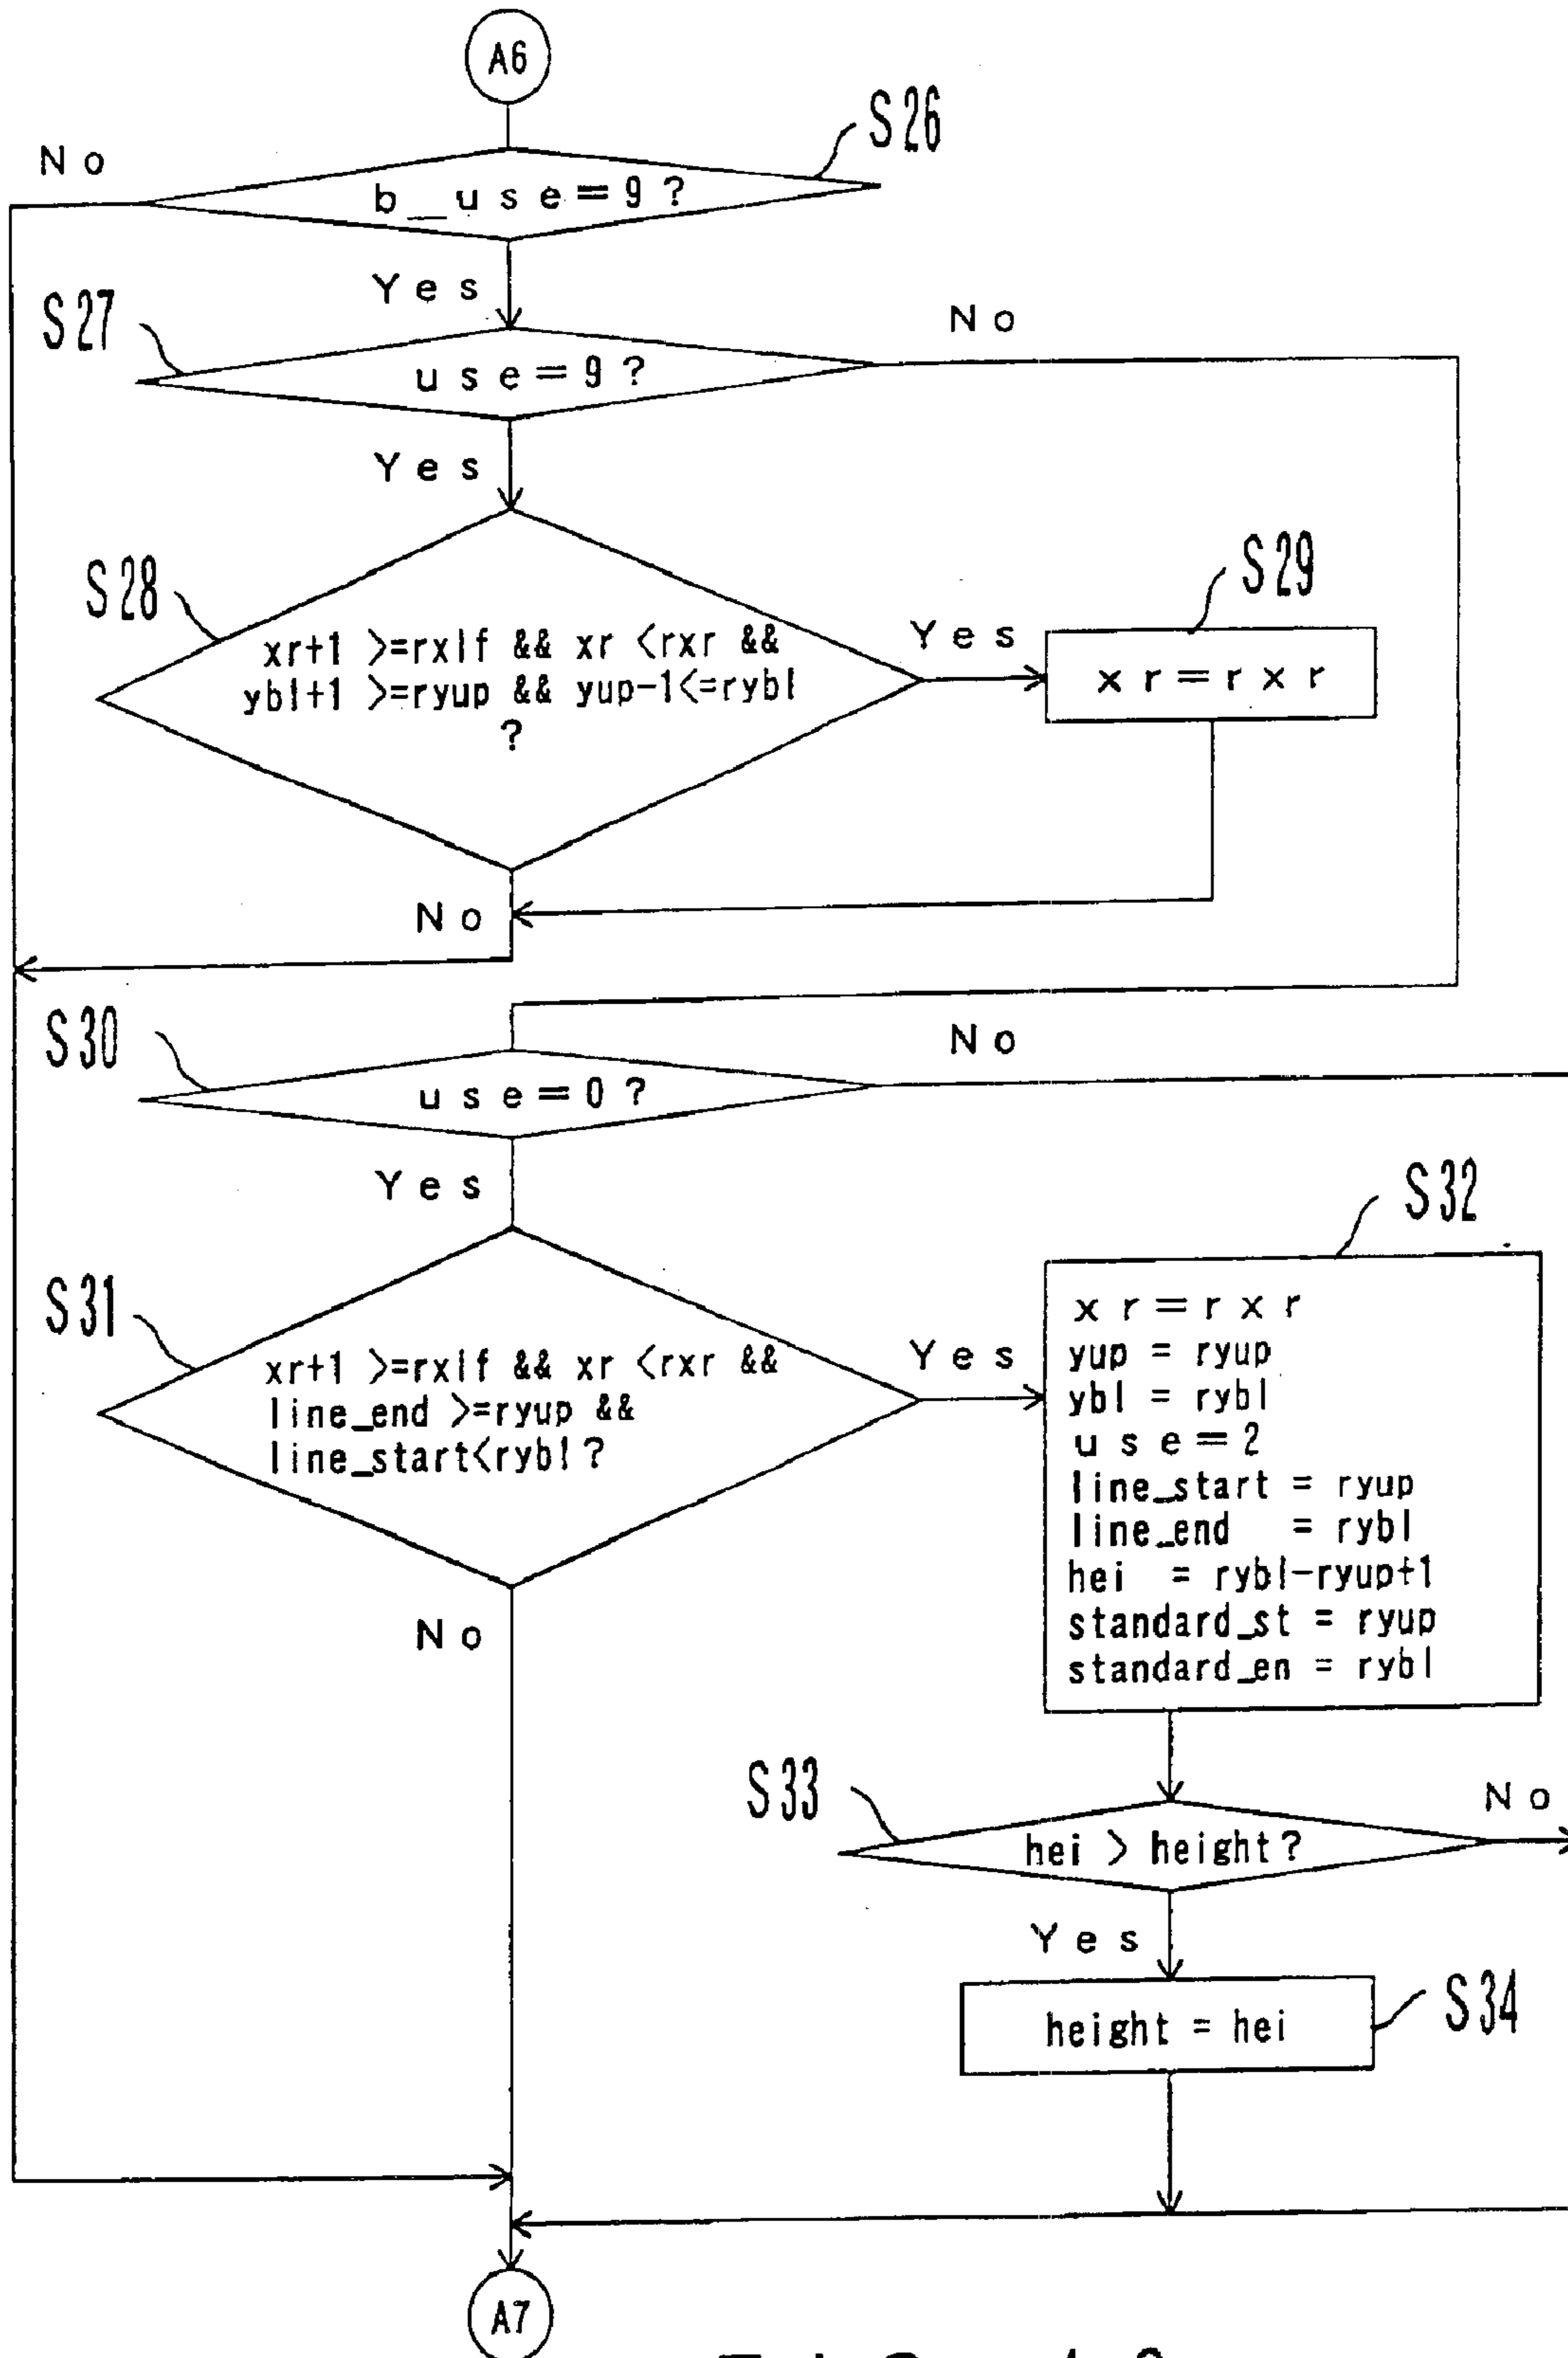 A6
S26
No
b_use=9?
Yes
S27
No
use=9?
Yes
S28
S29
xr+1 >=rxlf && xr <rxr &&
ybl+1 >=ryup && yup-1<=rybl
?
Yes
xr=rxr
No
S30
No
use=0?
Yes
S32
S31
xr+1 >=rxlf && xr <rxr &&
line_end >=ryup &&
line_start<rybl?
Yes
xr=rxr
yup = ryup
ybl = rybl
use=2
line_start = ryup
line_end = rybl
hei = rybl-ryup+1
standard_st = ryup
standard_en = rybl
No
S33
No
hei > height?
Yes
S34
height = hei
A7